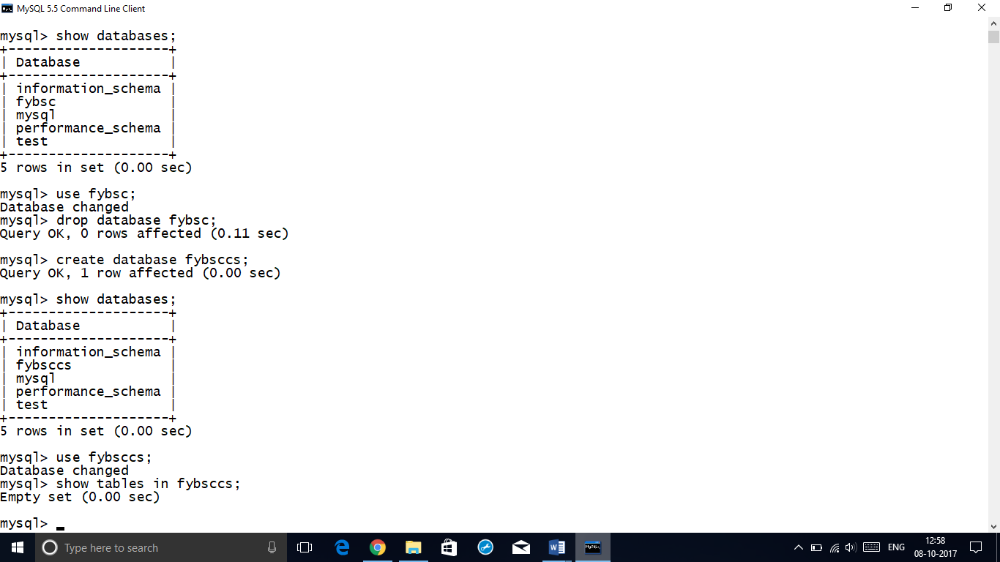 MySQL 5.5 Command Line Client
mysql> show databases;
+--------------------+
| Database           |
+--------------------+
| information_schema |
| fybsc              |
| mysql              |
| performance_schema |
| test               |
+--------------------+
5 rows in set (0.00 sec)
mysql> use fybsc;
Database changed
mysql> drop database fybsc;
Query OK, 0 rows affected (0.11 sec)
mysql> create database fybsccs;
Query OK, 1 row affected (0.00 sec)
mysql> show databases;
+--------------------+
| Database           |
+--------------------+
| information_schema |
| fybsccs            |
| mysql              |
| performance_schema |
| test               |
+--------------------+
5 rows in set (0.00 sec)
mysql> use fybsccs;
Database changed
mysql> show tables in fybsccs;
Empty set (0.00 sec)
mysql>
Type here to search
ENG
12:58
08-10-2017